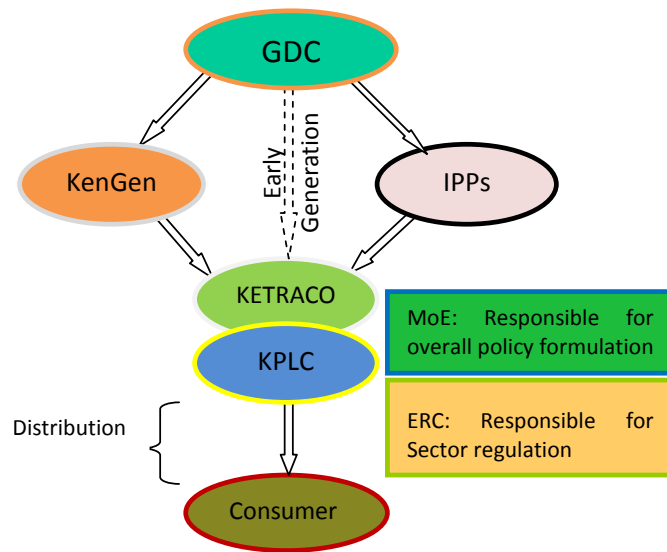 GDC
KenGen
Early
Generation
IPPs
KETRACO
MoE: Responsible for
overall policy formulation
KPLC
ERC: Responsible for
Sector regulation
Distribution
Consumer